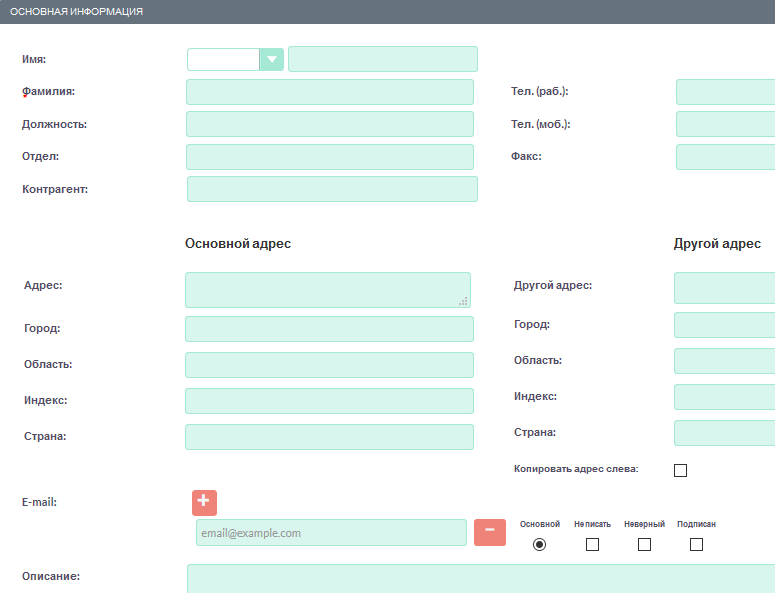 ОСНОВНАЯ ИНФОРМАЦИЯ
Имя:
Фамилия: Тел. (раб.):
Должность: Тел. (моб.):
Отдел: Факс:
Контрагент:
Основной адрес Другой адрес
Адрес: Другой адрес:
Город: Город:
Область: Область:
Индекс: Индекс:
Страна: Страна:
Копировать адрес слева:
E-mail: +
email@example.com − Основной Не писать Неверный Подписан
Описание: